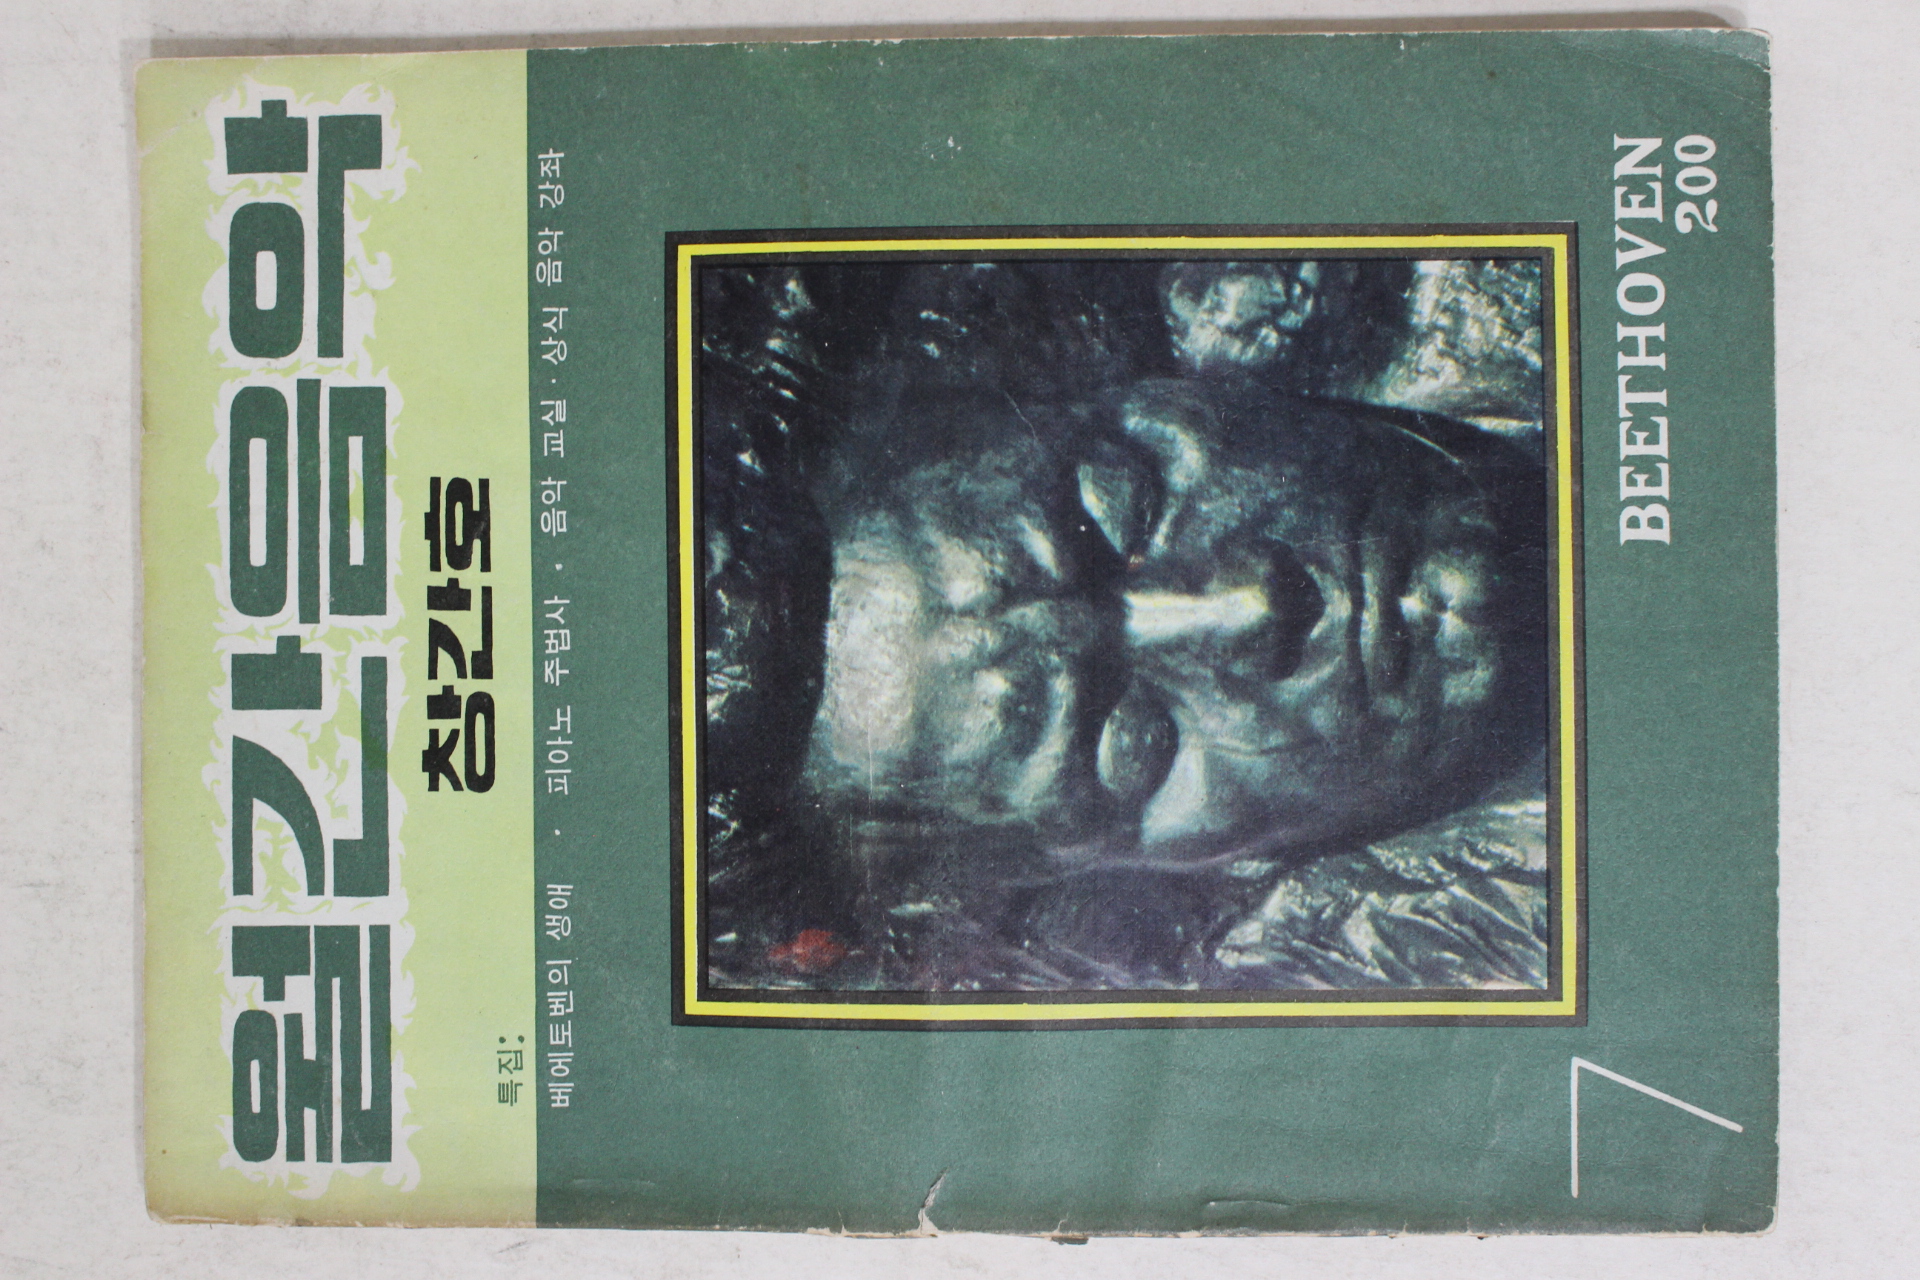 월간음악
창간호
특집:
베에토벤의 생애 · 피아노 주법사 · 음악 교실 · 상식 음악 강좌
BEETHOVEN
200
7